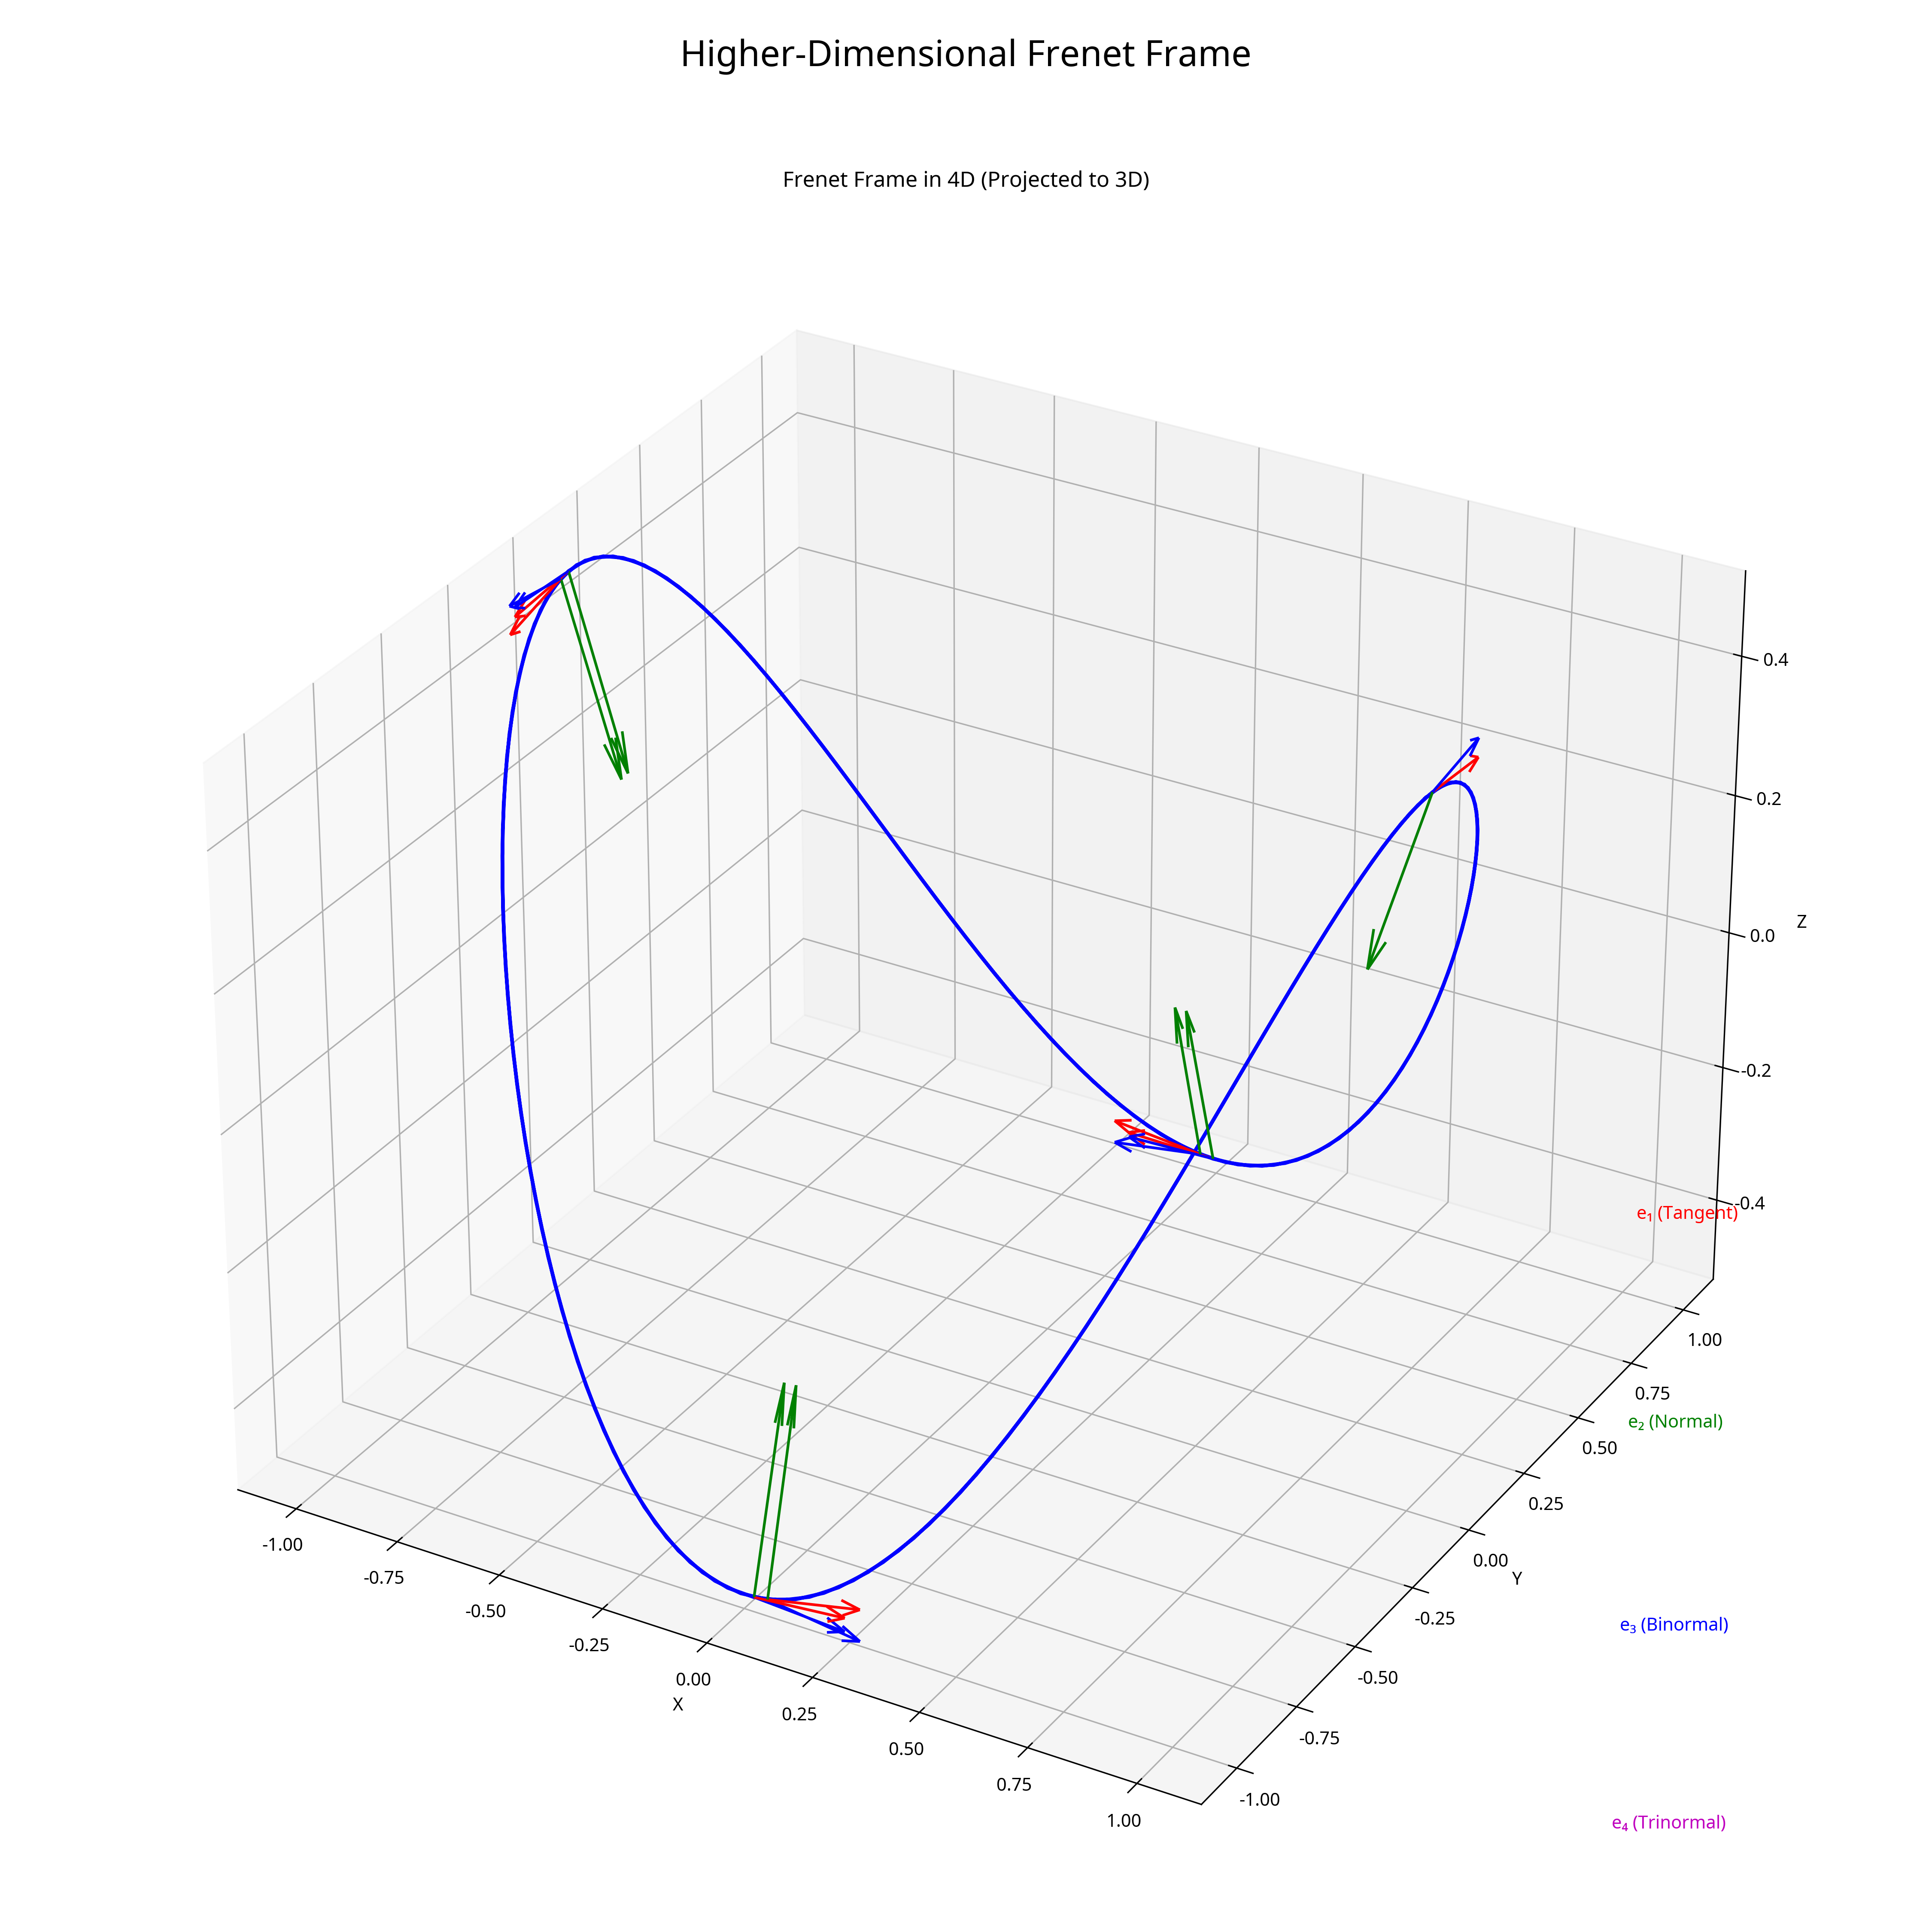 Higher-Dimensional Frenet Frame
Frenet Frame in 4D (Projected to 3D)
0.4
0.2
Z
0.0
-0.2
-0.4
e₁ (Tangent)
1.00
0.75
e₂ (Normal)
0.50
0.25
0.00
Y
-0.25
e₃ (Binormal)
-0.50
-0.75
-1.00
-1.00
-0.75
-0.50
-0.25
0.00
X
0.25
0.50
0.75
1.00
e₄ (Trinormal)